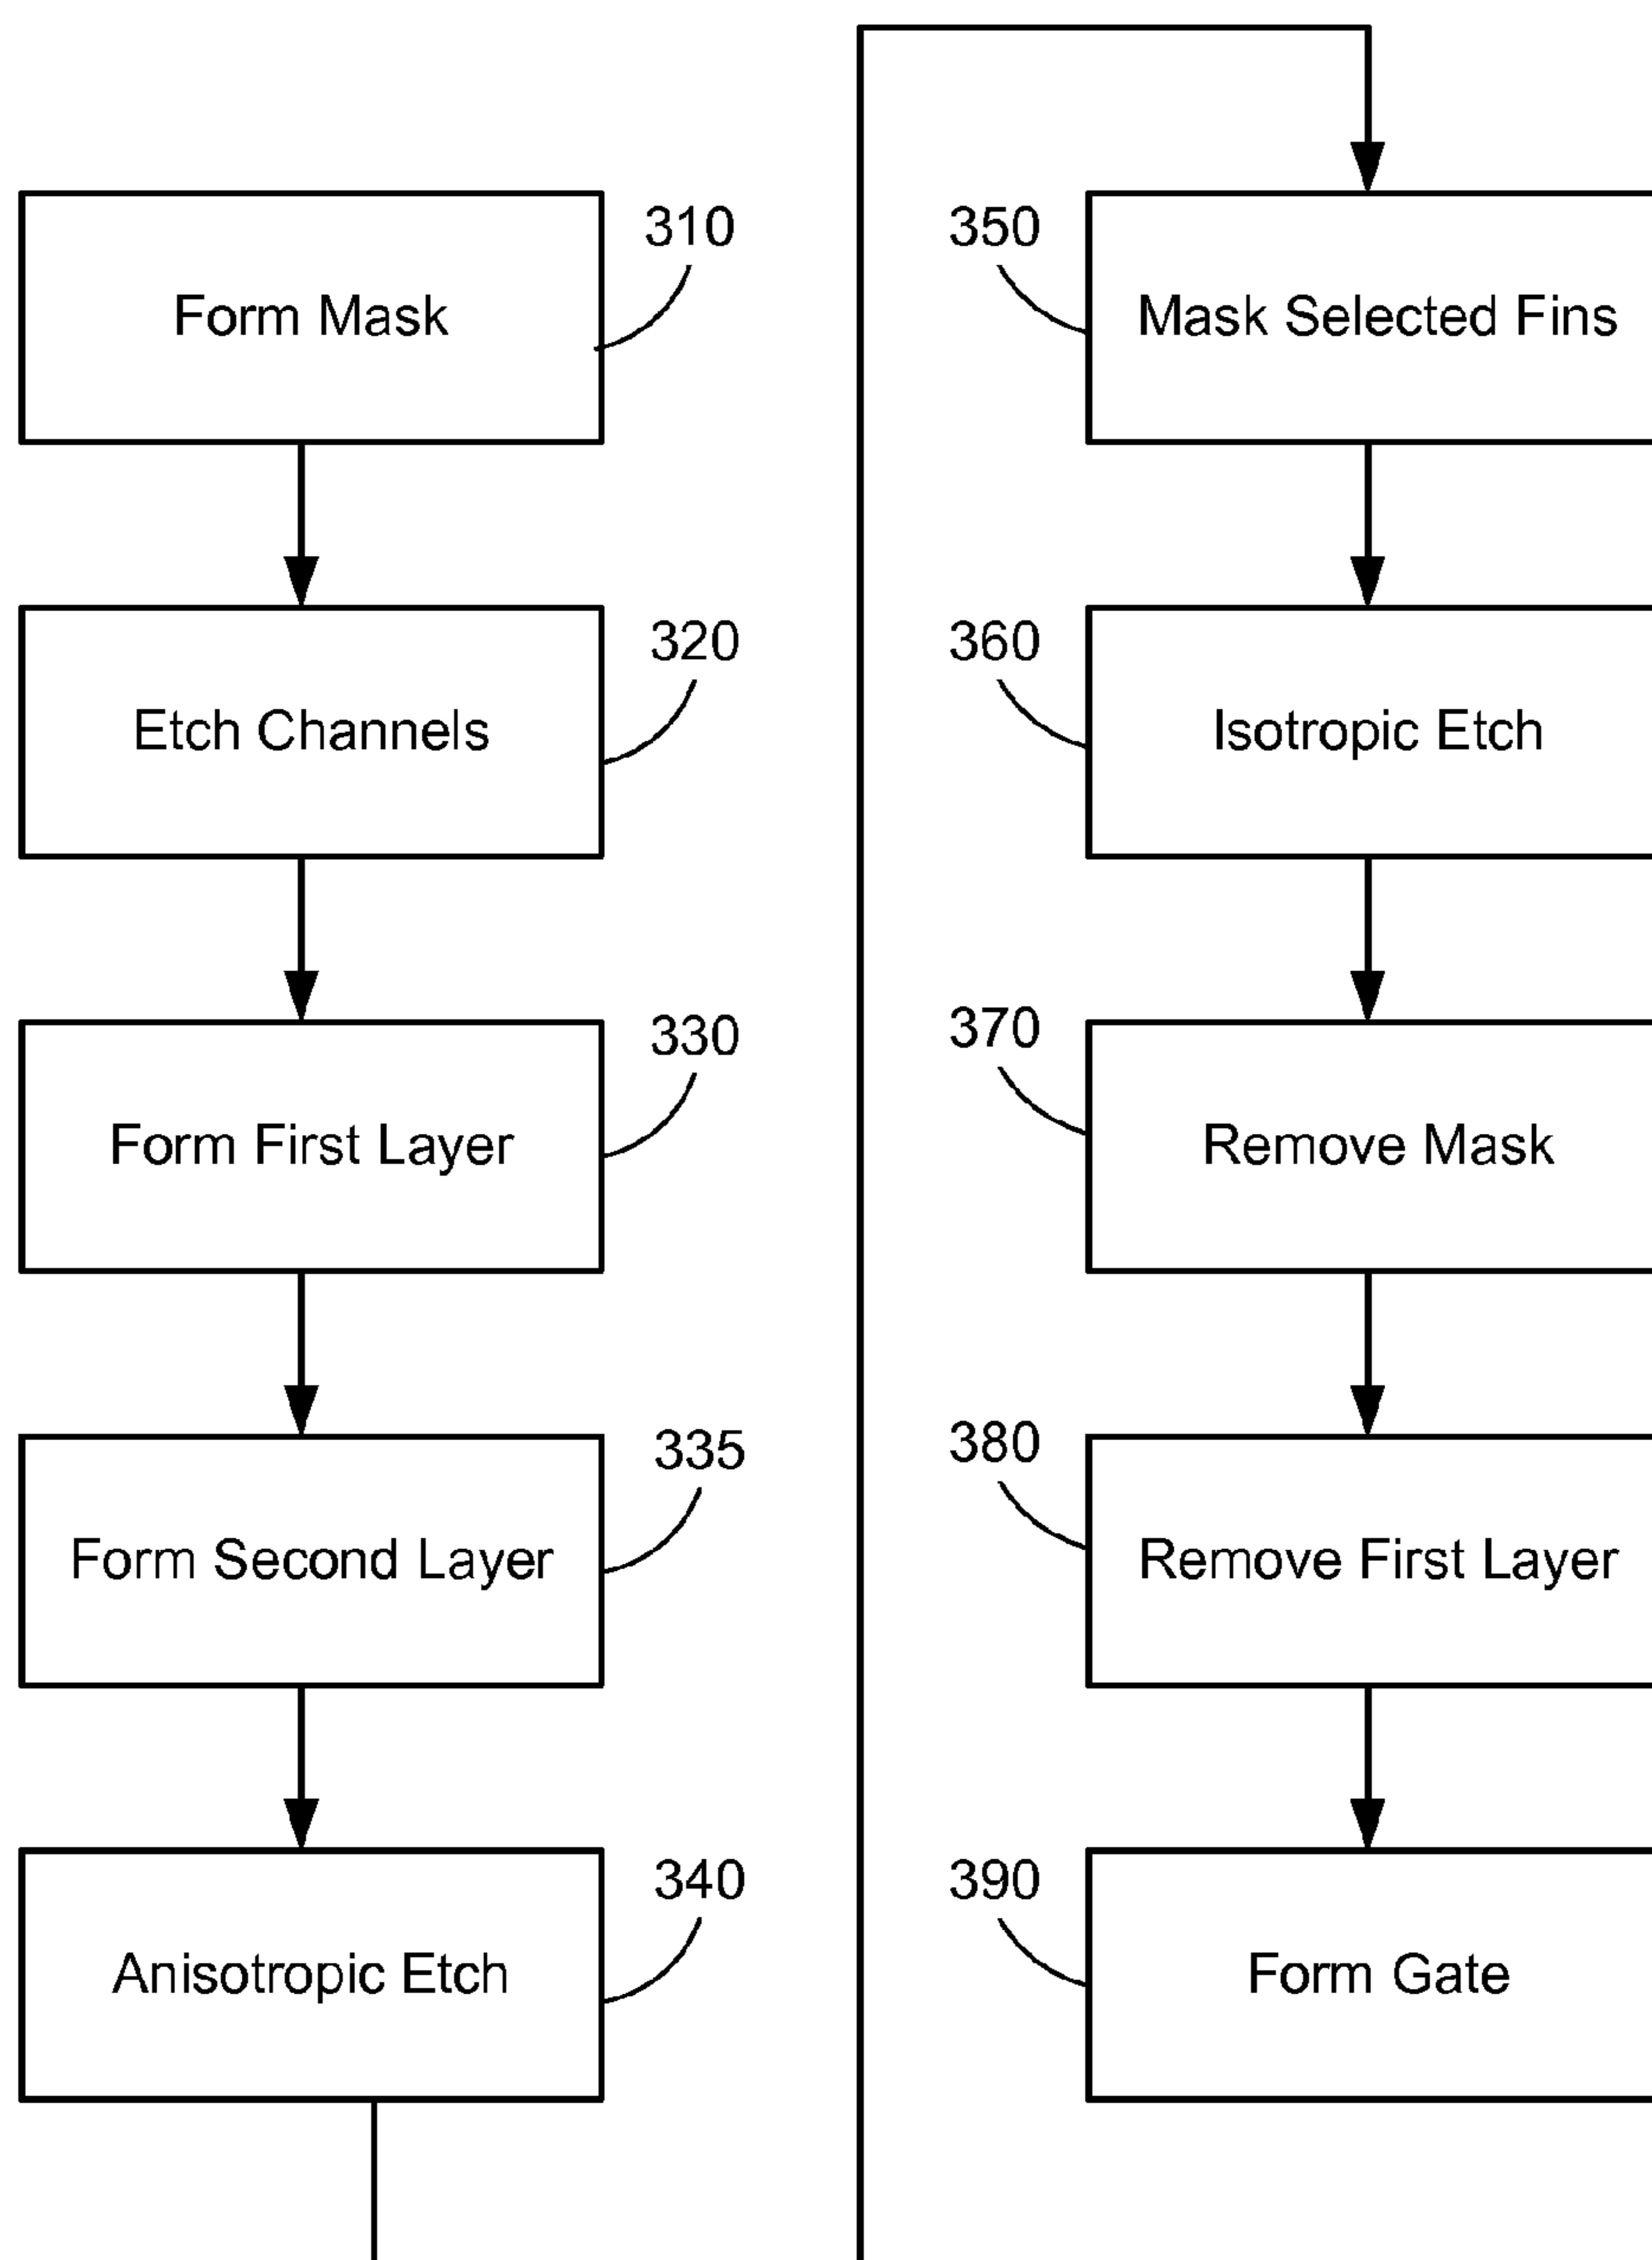 310
Form Mask
320
Etch Channels
330
Form First Layer
335
Form Second Layer
340
Anisotropic Etch
350
Mask Selected Fins
360
Isotropic Etch
370
Remove Mask
380
Remove First Layer
390
Form Gate